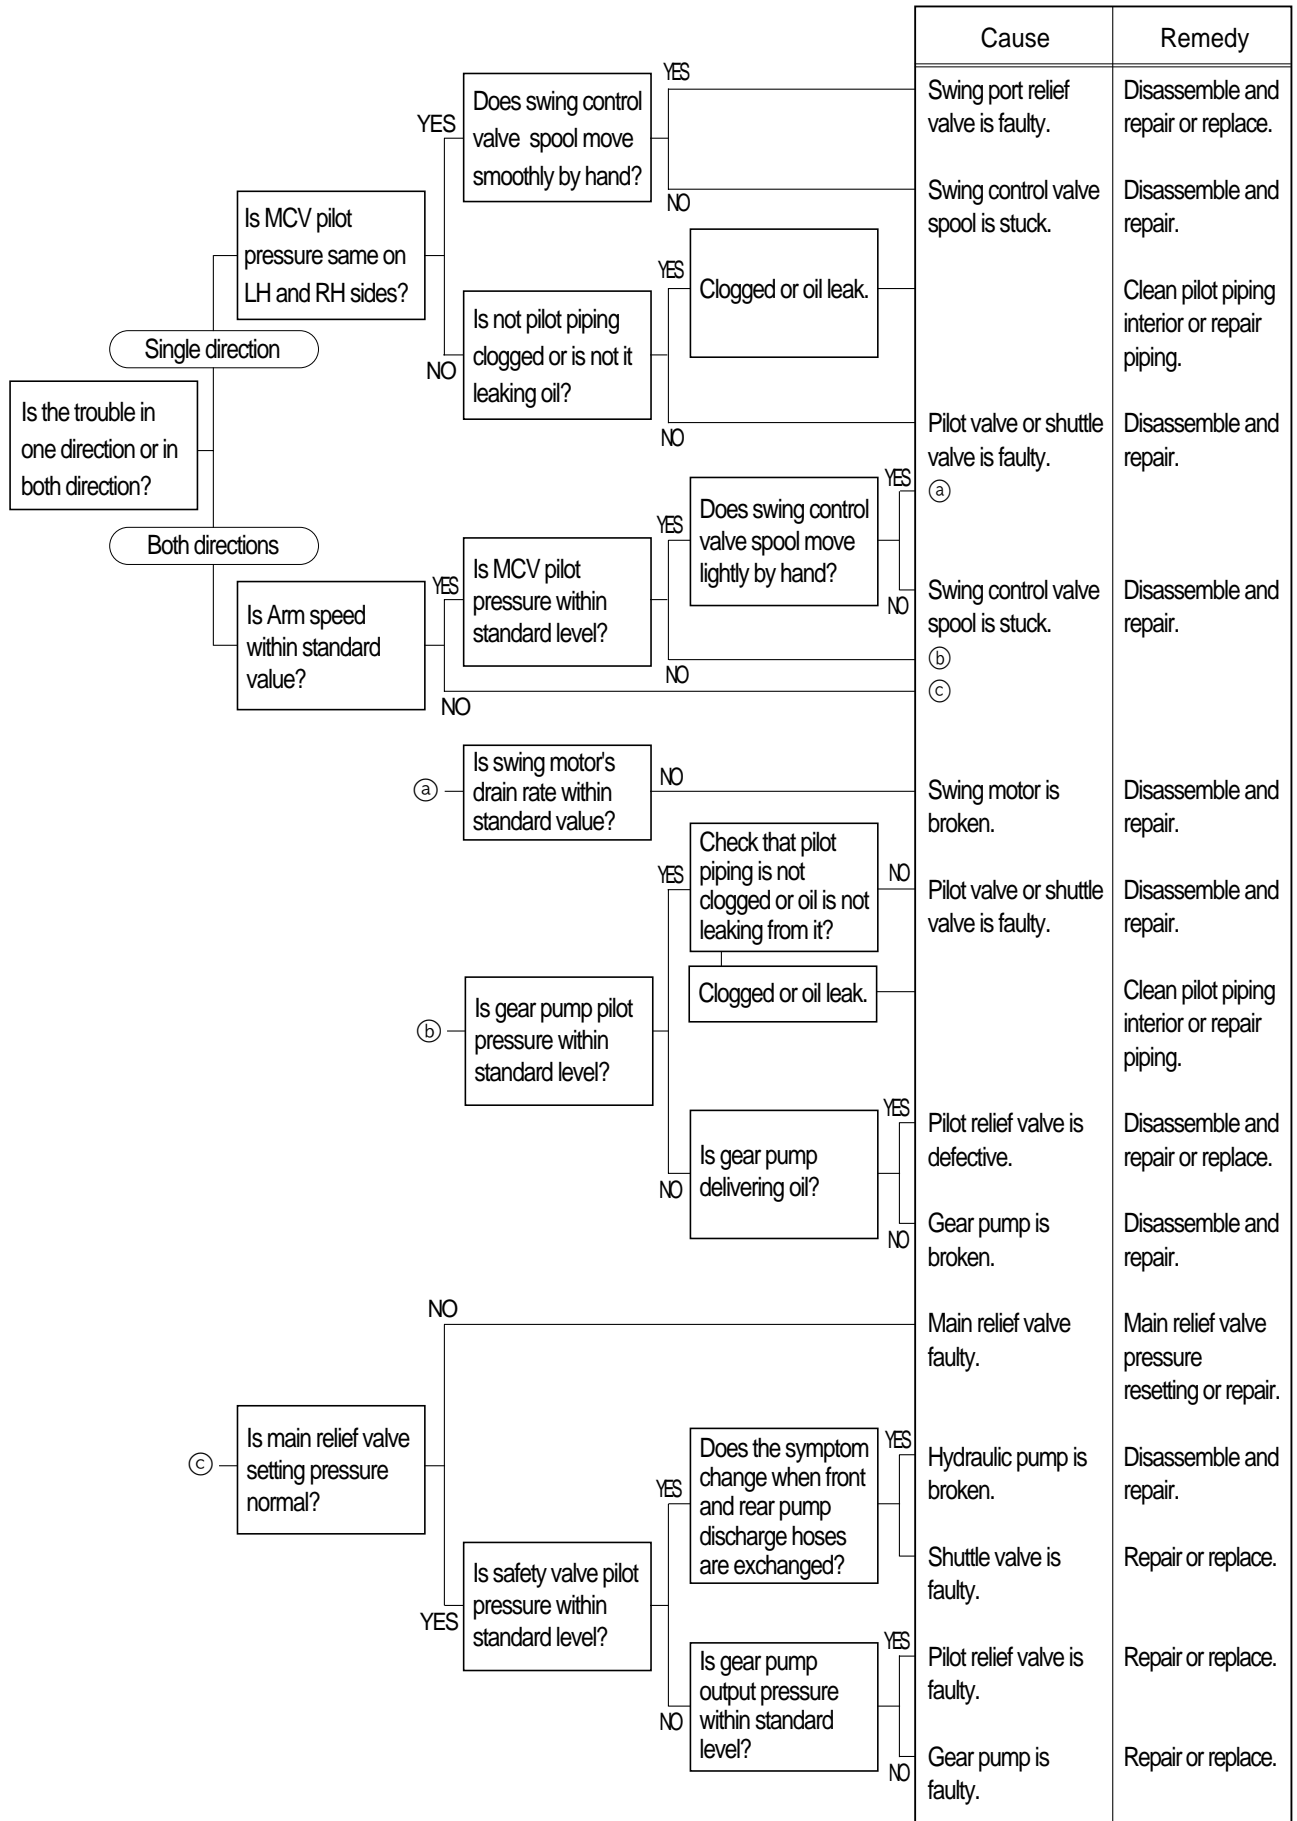 Cause
Remedy
YES
Does swing control
valve spool move
smoothly by hand?
YES
Swing port relief
valve is faulty.
Disassemble and
repair or replace.
NO
Swing control valve
spool is stuck.
Disassemble and
repair.
Is MCV pilot
pressure same on
LH and RH sides?
YES
Clogged or oil leak.
Clean pilot piping
interior or repair
piping.
Is not pilot piping
clogged or is not it
leaking oil?
NO
Single direction
Is the trouble in
one direction or in
both direction?
NO
Pilot valve or shuttle
valve is faulty.
Disassemble and
repair.
Both directions
YES
Is MCV pilot
pressure within
standard level?
YES
Does swing control
valve spool move
lightly by hand?
YES
ⓐ
NO
Swing control valve
spool is stuck.
Disassemble and
repair.
Is Arm speed
within standard
value?
NO
ⓑ
NO
ⓒ
ⓐ
Is swing motor's
drain rate within
standard value?
NO
Swing motor is
broken.
Disassemble and
repair.
YES
Check that pilot
piping is not
clogged or oil is not
leaking from it?
NO
Pilot valve or shuttle
valve is faulty.
Disassemble and
repair.
Clogged or oil leak.
Clean pilot piping
interior or repair
piping.
ⓑ
Is gear pump pilot
pressure within
standard level?
NO
Is gear pump
delivering oil?
YES
Pilot relief valve is
defective.
Disassemble and
repair or replace.
NO
Gear pump is
broken.
Disassemble and
repair.
NO
Main relief valve
faulty.
Main relief valve
pressure
resetting or repair.
ⓒ
Is main relief valve
setting pressure
normal?
YES
Does the symptom
change when front
and rear pump
discharge hoses
are exchanged?
YES
Hydraulic pump is
broken.
Disassemble and
repair.
Shuttle valve is
faulty.
Repair or replace.
YES
Is safety valve pilot
pressure within
standard level?
NO
Is gear pump
output pressure
within standard
level?
YES
Pilot relief valve is
faulty.
Repair or replace.
NO
Gear pump is
faulty.
Repair or replace.